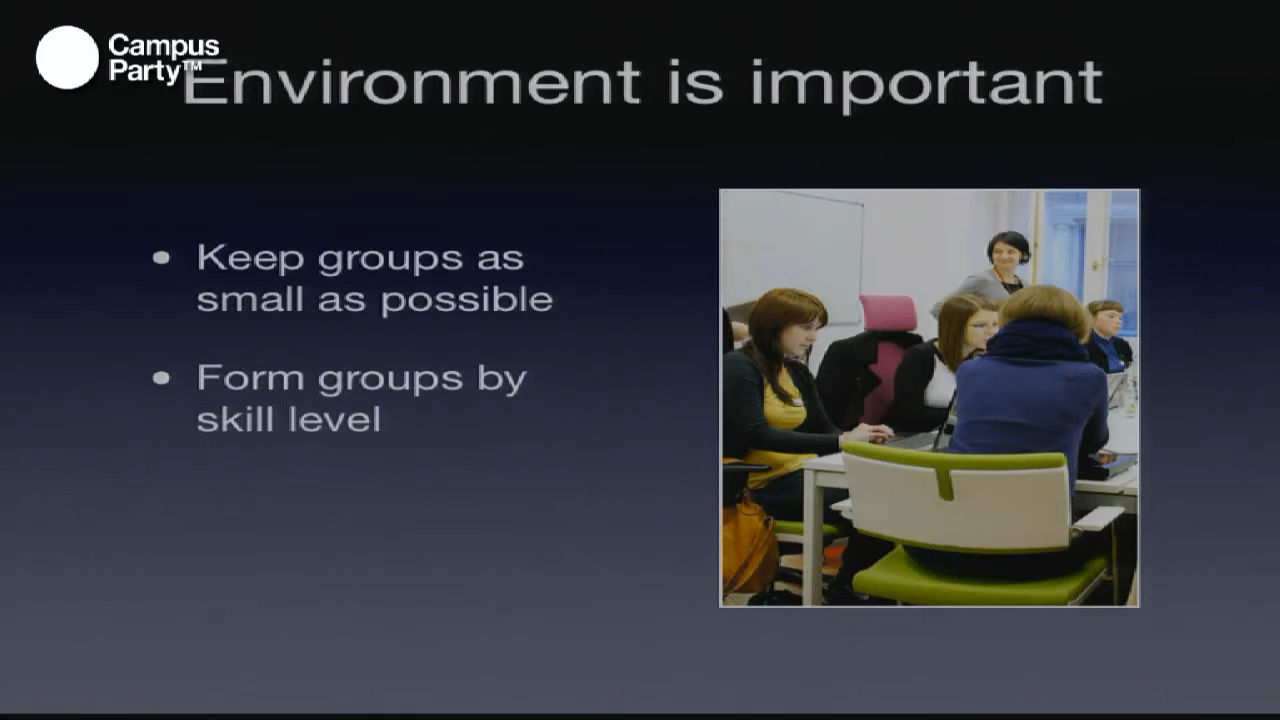 Campus
Party™
Environment is important
• Keep groups as
small as possible
• Form groups by
skill level